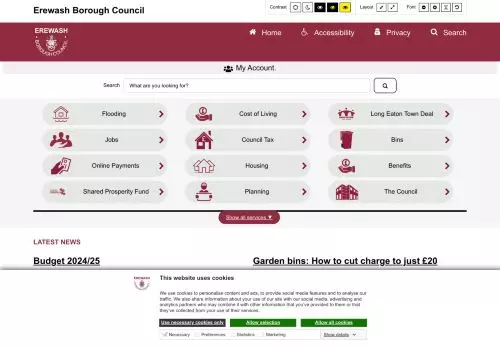 Erewash Borough Council
Contrast
Layout
Font
EREWASH
BOROUGH COUNCIL
Home
Accessibility
Privacy
Search
My Account.
Search
What are you looking for?
Flooding
Cost of Living
Long Eaton Town Deal
Jobs
Council Tax
Bins
Online Payments
Housing
Benefits
Shared Prosperity Fund
Planning
The Council
Show all services ▼
LATEST NEWS
Budget 2024/25
Garden bins: How to cut charge to just £20
EREWASH
This website uses cookies
We use cookies to personalise content and ads, to provide social media features and to analyse our
traffic. We also share information about your use of our site with our social media, advertising and
analytics partners who may combine it with other information that you've provided to them or that
they've collected from your use of their services.
Use necessary cookies only
Allow selection
Allow all cookies
Necessary
Preferences
Statistics
Marketing
Show details